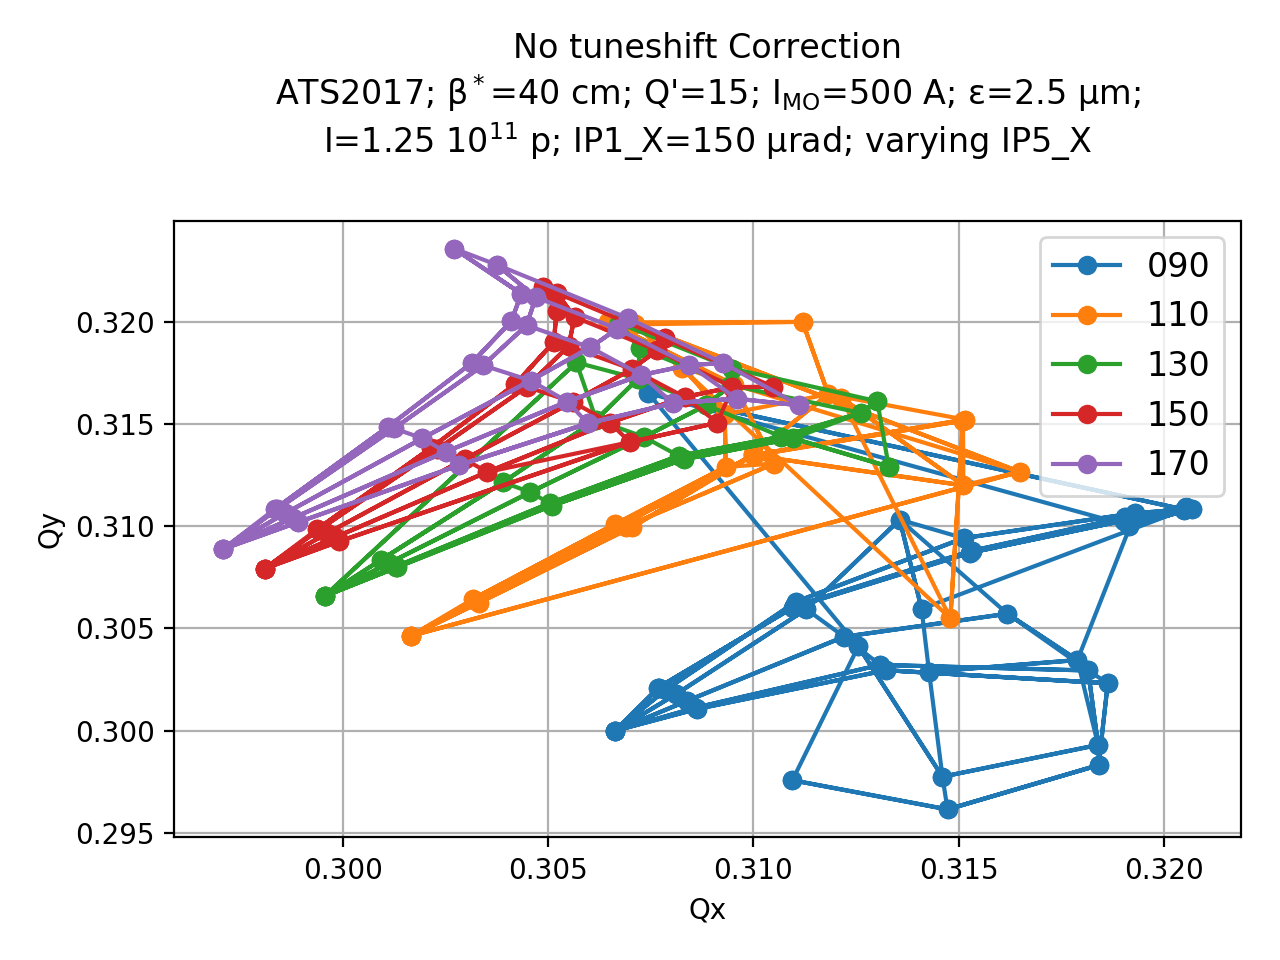 No tuneshift Correction
ATS2017; β*=40 cm; Q'=15; I_MO=500 A; ε=2.5 μm;
I=1.25 10^11 p; IP1_X=150 μrad; varying IP5_X
090
110
130
150
170
0.320
0.315
0.310
0.305
0.300
0.295
Qy
0.300 0.305 0.310 0.315 0.320
Qx